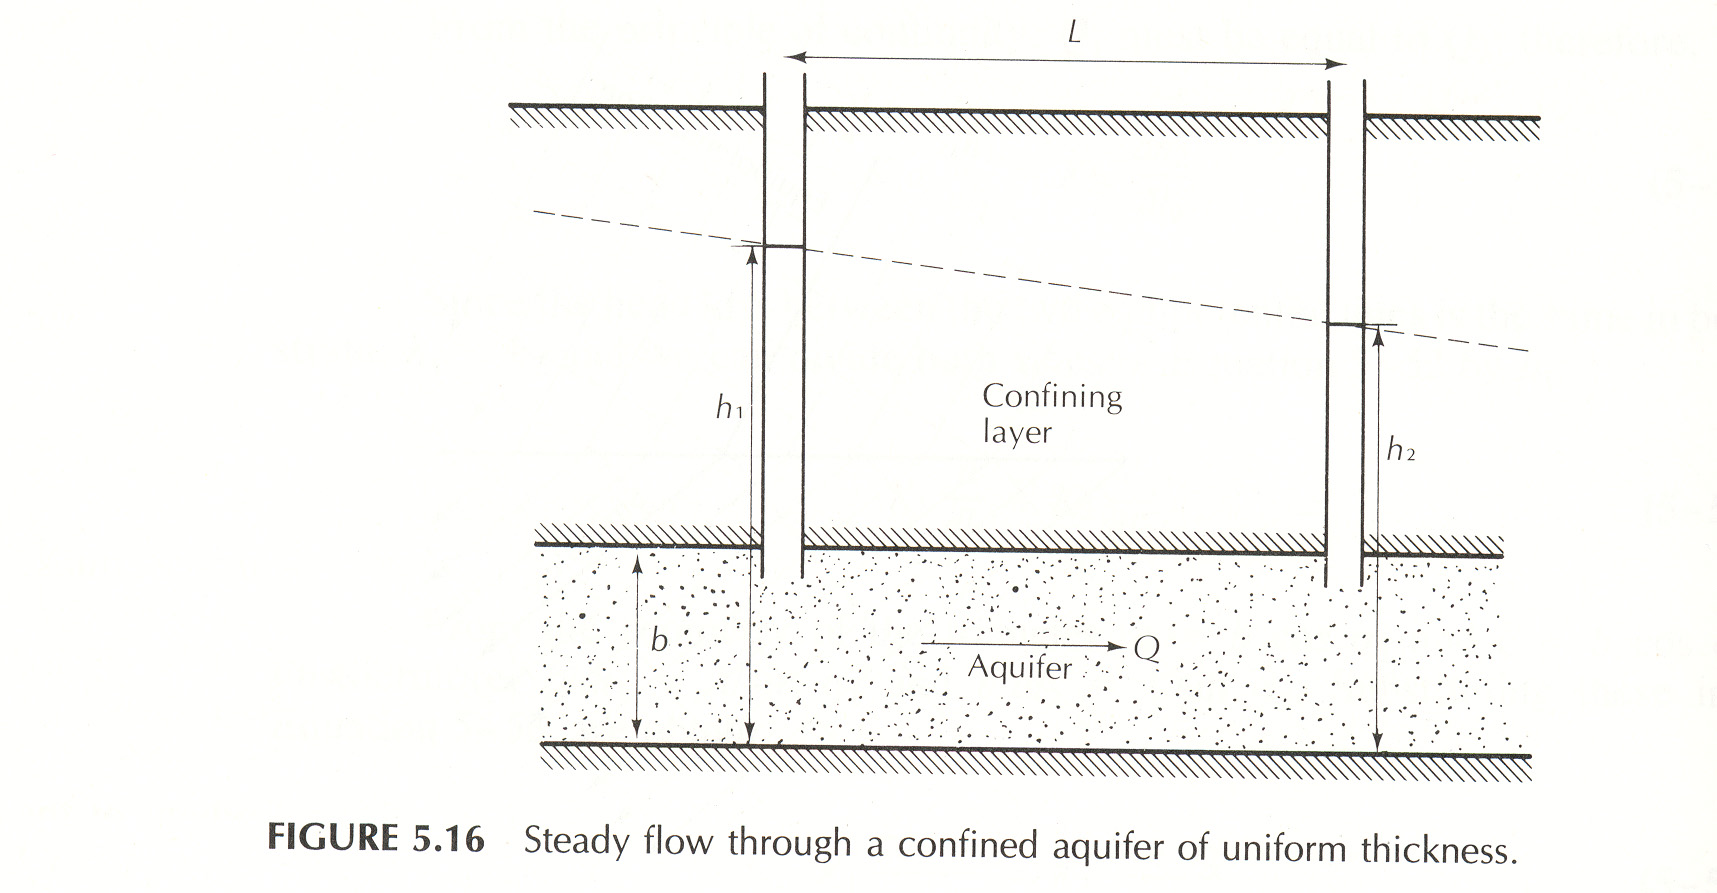 L
h1
Confining
layer
h2
b
Q
Aquifer
FIGURE 5.16 Steady flow through a confined aquifer of uniform thickness.